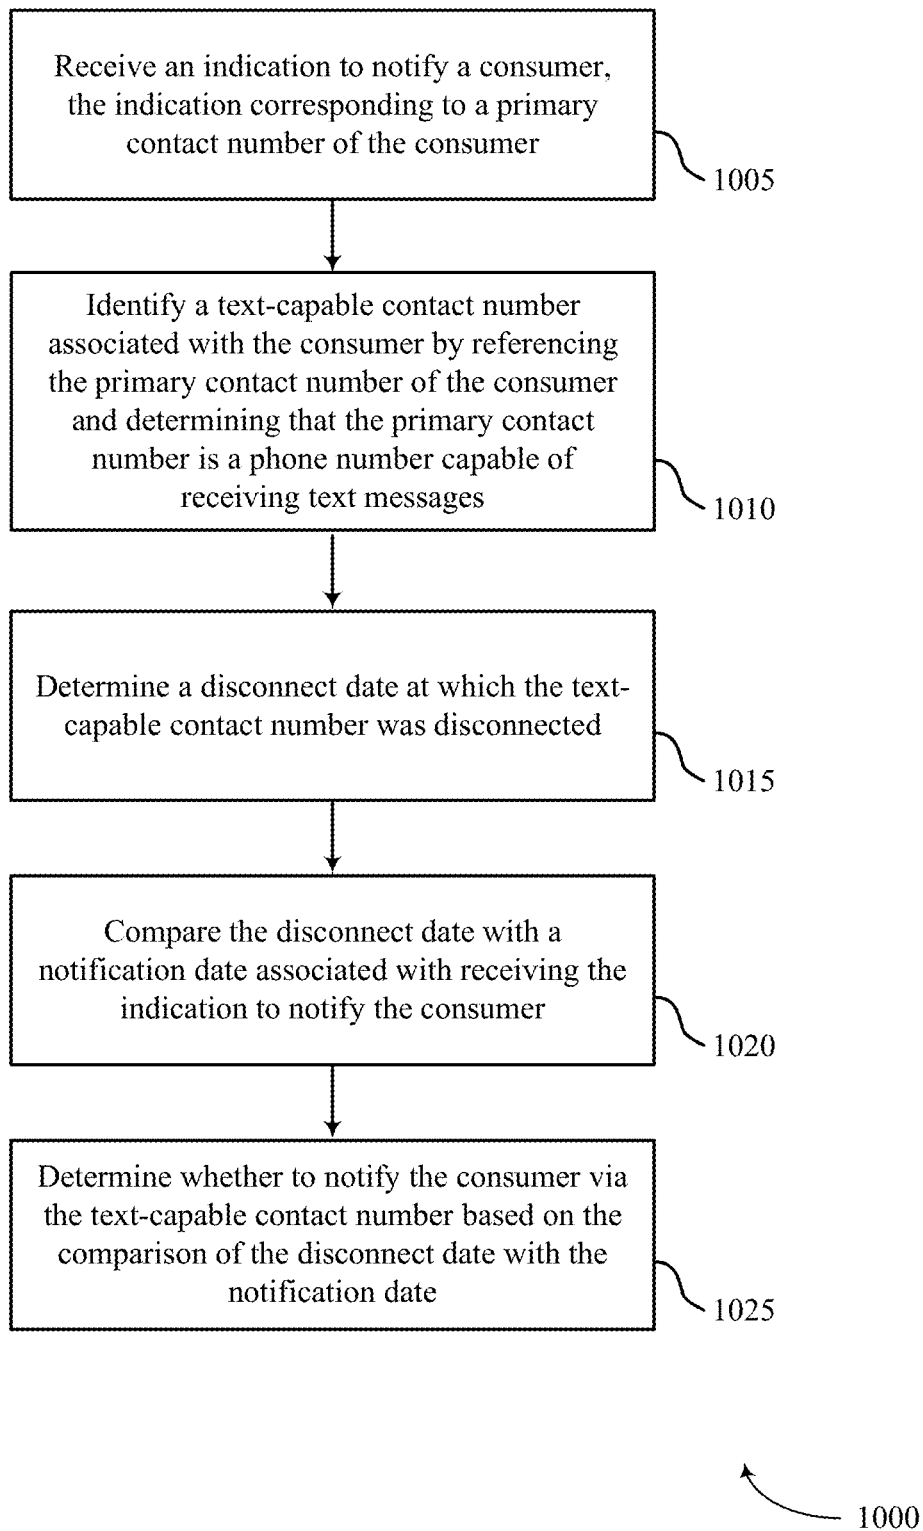 Receive an indication to notify a consumer,
the indication corresponding to a primary
contact number of the consumer
1005
Identify a text-capable contact number
associated with the consumer by referencing
the primary contact number of the consumer
and determining that the primary contact
number is a phone number capable of
receiving text messages
1010
Determine a disconnect date at which the text-
capable contact number was disconnected
1015
Compare the disconnect date with a
notification date associated with receiving the
indication to notify the consumer
1020
Determine whether to notify the consumer via
the text-capable contact number based on the
comparison of the disconnect date with the
notification date
1025
1000